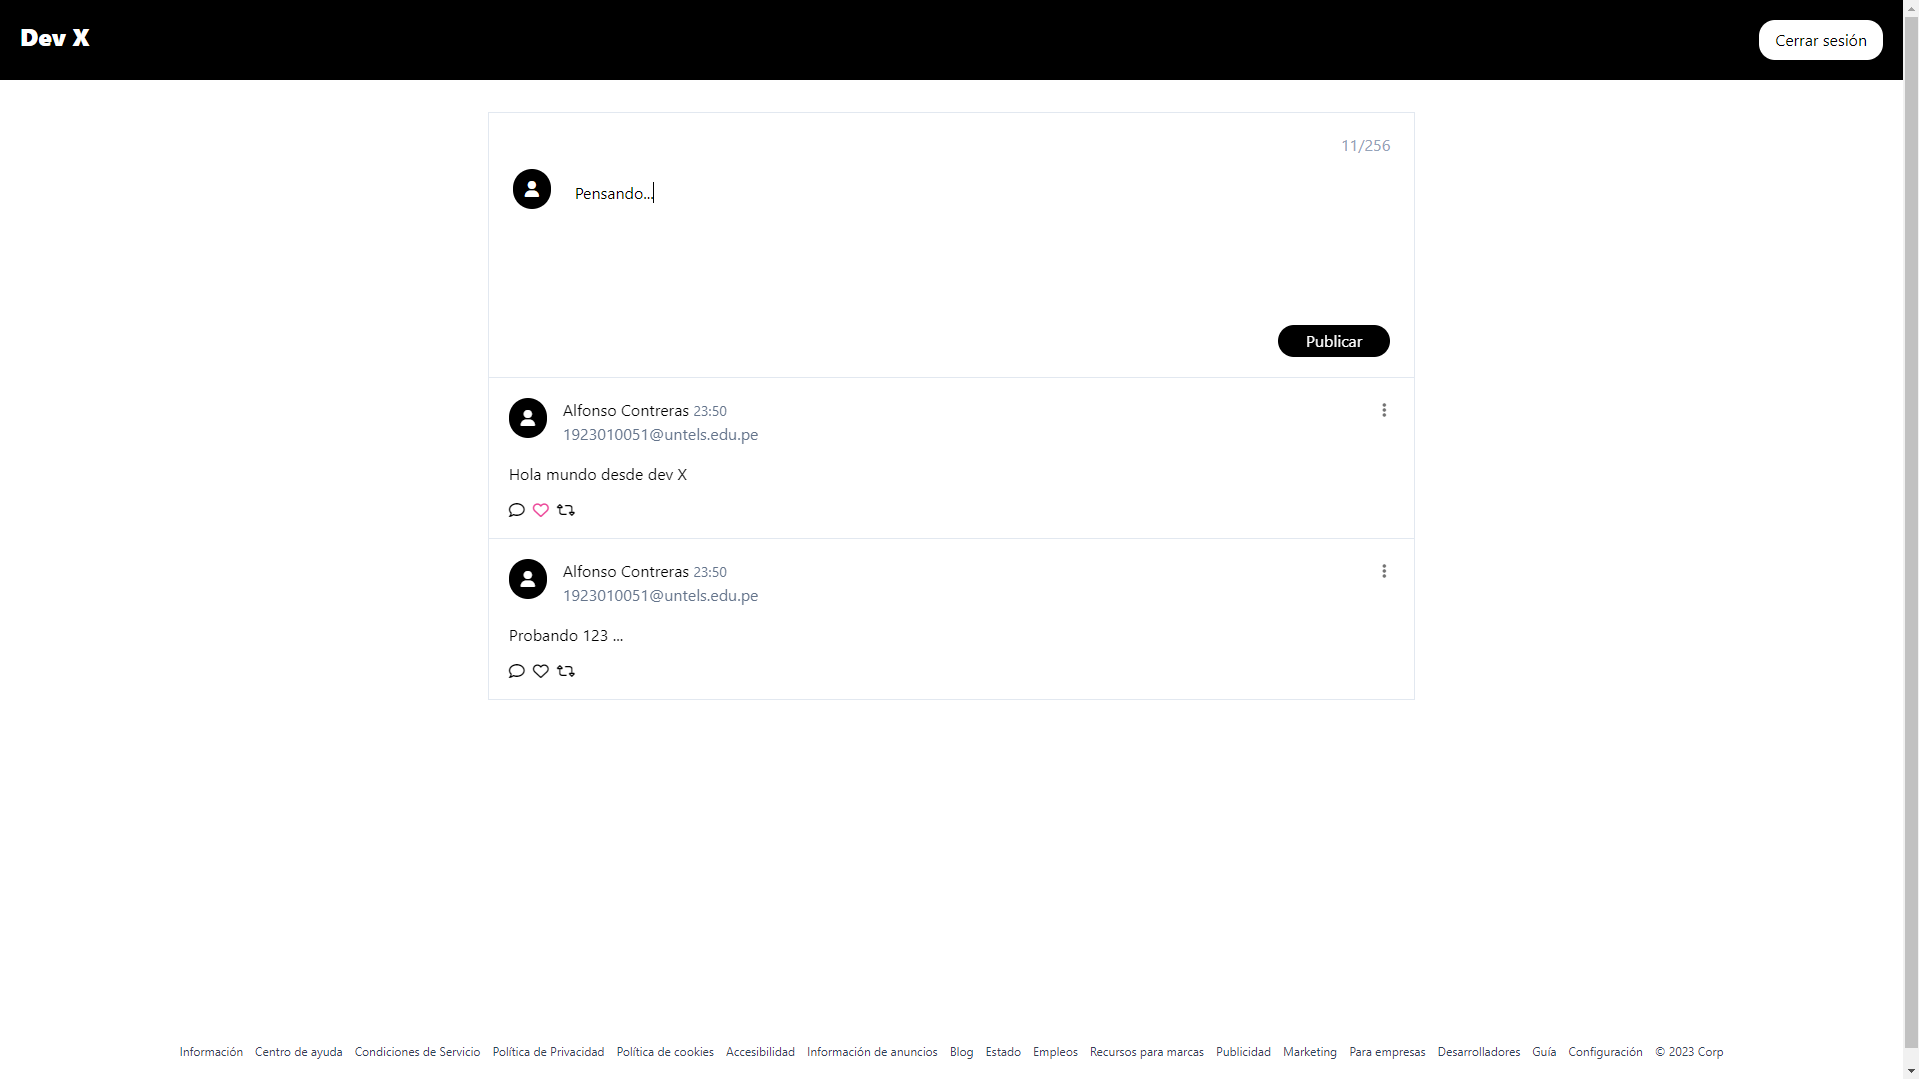 Dev X
Cerrar sesión
11/256
Pensando...
Publicar
Alfonso Contreras 23:50
1923010051@untels.edu.pe
Hola mundo desde dev X
Alfonso Contreras 23:50
1923010051@untels.edu.pe
Probando 123 ...
Información Centro de ayuda Condiciones de Servicio Política de Privacidad Política de cookies Accesibilidad Información de anuncios Blog Estado Empleos Recursos para marcas Publicidad Marketing Para empresas Desarrolladores Guía Configuración © 2023 Corp